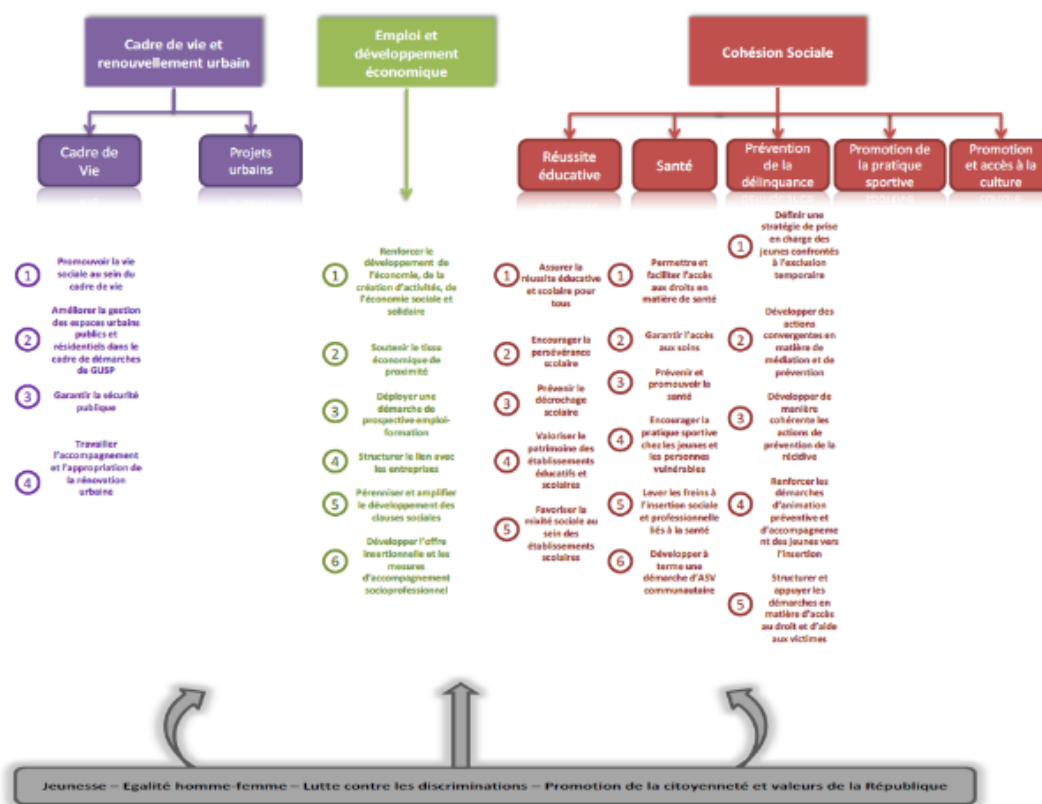 Cadre de vie et
renouvellement urbain
Emploi et
développement
économique
Cohésion Sociale
Cadre de
Vie
Projets
urbains
Réussite
éducative
Santé
Prévention
de la
délinquance
Promotion de
la pratique
sportive
Promotion
et accès à la
culture
1
Promouvoir la vie
sociale au sein du
cadre de vie
2
Améliorer la gestion
des espaces urbains
publics et
résidentiels dans le
cadre de démarches
de GUSP
3
Garantir la sécurité
publique
4
Travailler
l'accompagnement
et l'appropriation de
la rénovation
urbaine
1
Renforcer le
développement de
l'économie, de la
création d'activités, de
l'économie sociale et
solidaire
2
Soutenir le tissu
économique de
proximité
3
Déployer une
démarche de
prospective emploi-
formation
4
Structurer le lien avec
les entreprises
5
Pérenniser et amplifier
le développement des
clauses sociales
6
Développer l'offre
insertionnelle et les
mesures
d'accompagnement
socioprofessionnel
1
Assurer la
réussite éducative
et scolaire pour
tous
2
Encourager la
persévérance
scolaire
3
Prévenir le
décrochage
scolaire
4
Valoriser le
patrimoine des
établissements
éducatifs et
scolaires
5
Favoriser la
mixité sociale au
sein des
établissements
scolaires
1
Permettre et
faciliter l'accès
aux droits en
matière de santé
2
Garantir l'accès
aux soins
3
Prévenir et
promouvoir la
santé
4
Encourager la
pratique sportive
chez les jeunes et
les personnes
vulnérables
5
Lever les freins à
l'insertion sociale
et professionnelle
liés à la santé
6
Développer à
terme une
démarche d'ASV
communautaire
1
Définir une
stratégie de prise
en charge des
jeunes confrontés
à l'exclusion
temporaire
2
Développer des
actions
convergentes en
matière de
médiation et de
prévention
3
Développer de
manière
cohérente les
actions de
prévention de la
récidive
4
Renforcer les
démarches
d'animation
préventive et
d'accompagneme
nt des jeunes vers
l'insertion
5
Structurer et
appuyer les
démarches en
matière d'accès
au droit et d'aide
aux victimes
Jeunesse – Egalité homme-femme – Lutte contre les discriminations – Promotion de la citoyenneté et valeurs de la République